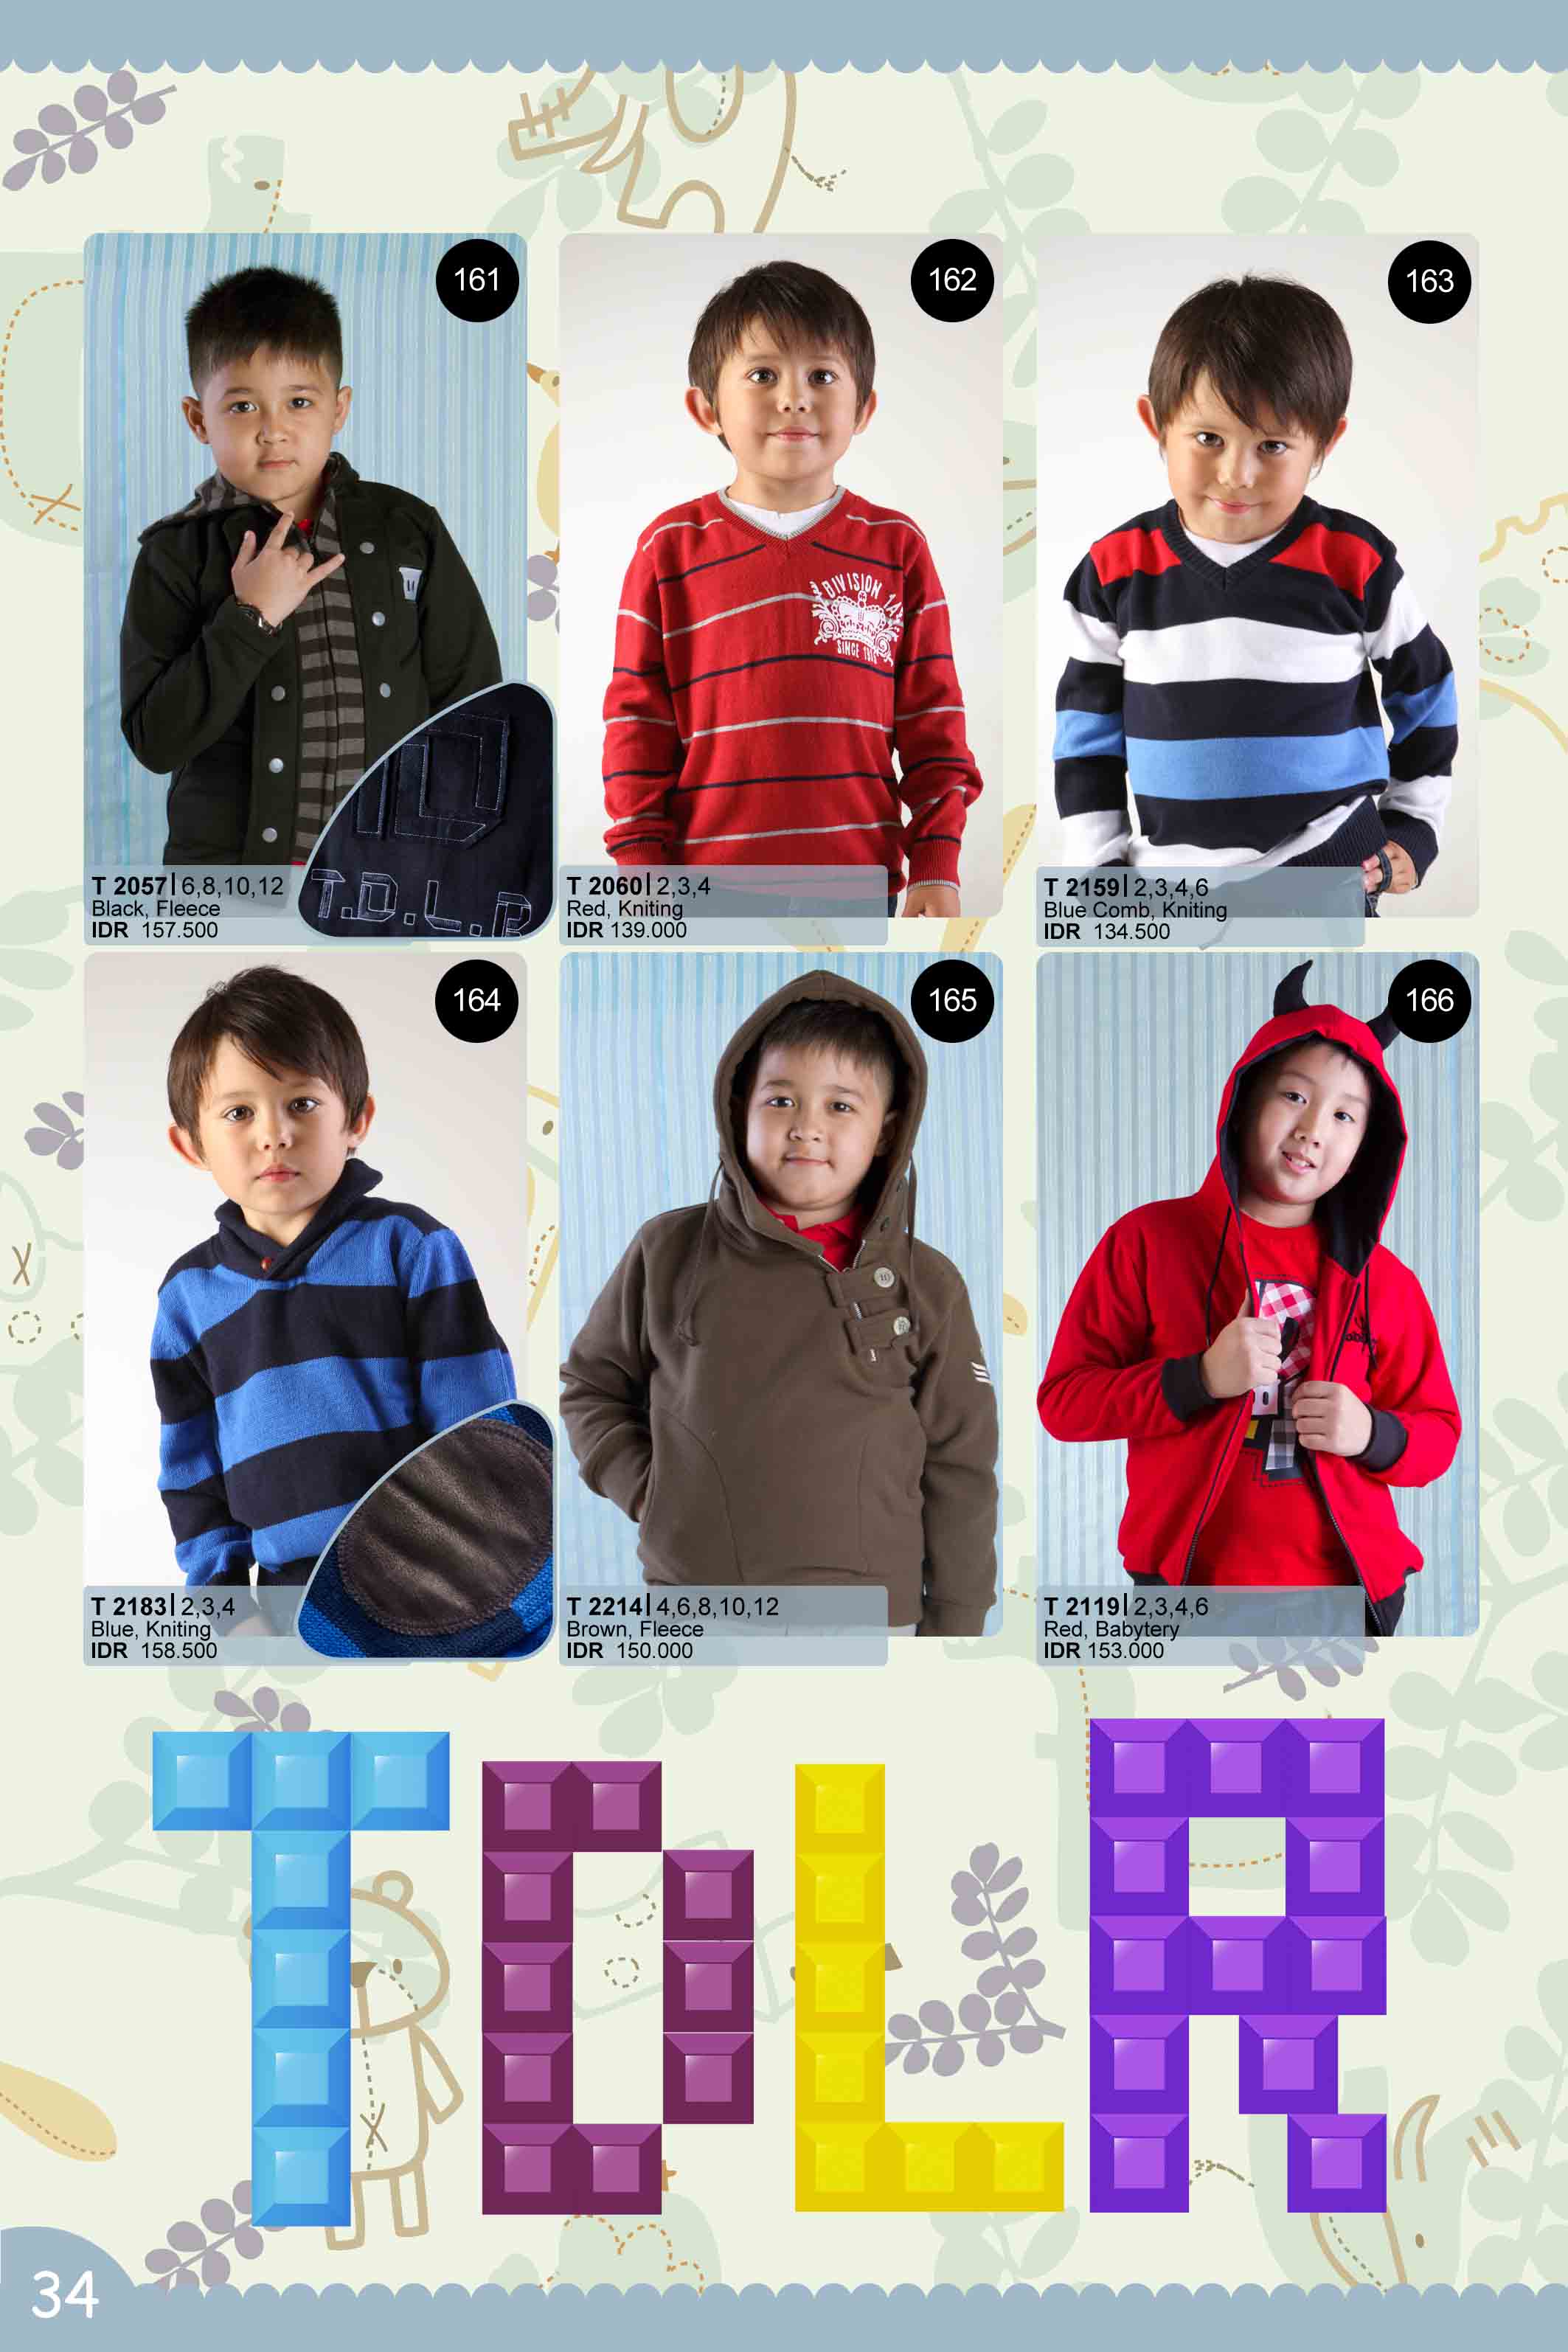 161
T.D.L.R
T 2057| 6,8,10,12
Black, Fleece
IDR 157.500
162
DIVISION 1A
SINCE
T 2060| 2,3,4
Red, Kniting
IDR 139.000
163
T 2159| 2,3,4,6
Blue Comb, Kniting
IDR 134.500
164
T 2183| 2,3,4
Blue, Kniting
IDR 158.500
165
T 2214| 4,6,8,10,12
Brown, Fleece
IDR 150.000
166
T 2119| 2,3,4,6
Red, Babytery
IDR 153.000
TDLR
34